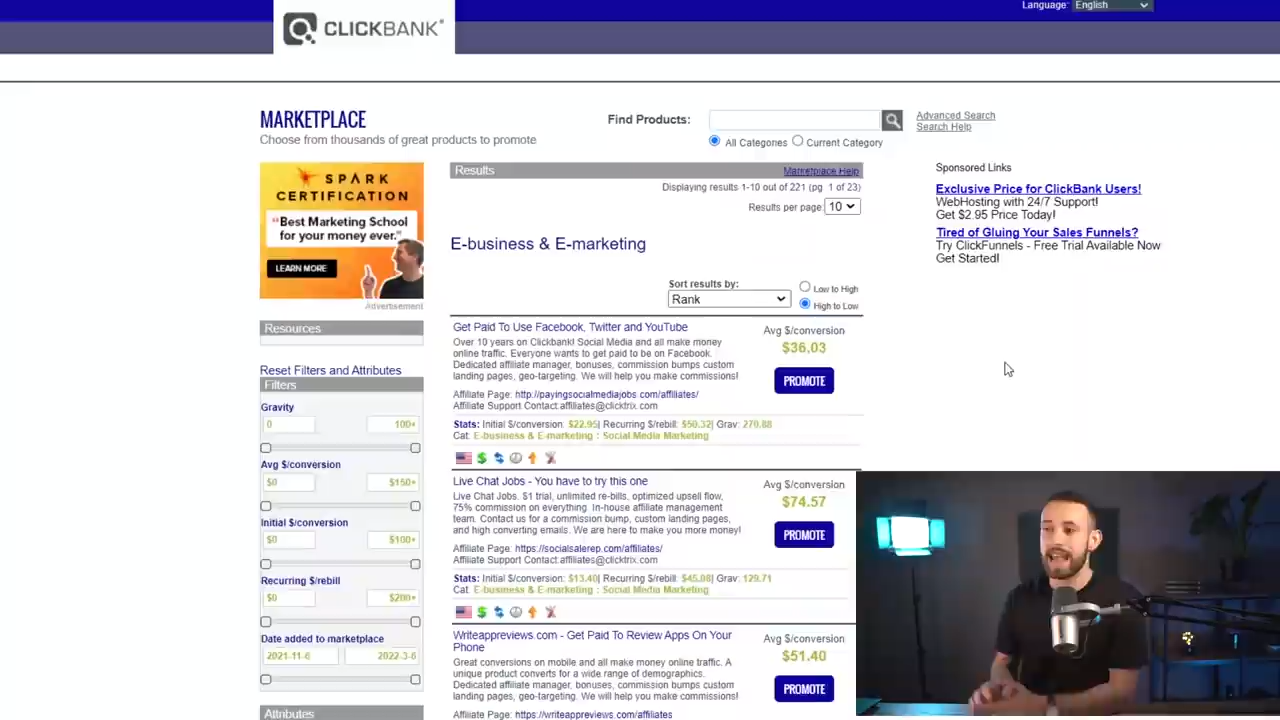 Language: English
CLICKBANK
MARKETPLACE
Choose from thousands of great products to promote
Find Products:
Advanced Search
Search Help
All Categories Current Category
SPARK
CERTIFICATION
"Best Marketing School
for your money ever."
LEARN MORE
Advertisement
Resources
Reset Filters and Attributes
Filters
Gravity
0 100+
Avg $/conversion
$0 $150+
Initial $/conversion
$0 $100+
Recurring $/rebill
$0 $200+
Date added to marketplace
2021-11-6 2022-3-6
Attributes
Results Marketplace Help
Displaying results 1-10 out of 221 (pg 1 of 23)
Results per page: 10
E-business & E-marketing
Sort results by:
Rank
Low to High
High to Low
Get Paid To Use Facebook, Twitter and YouTube
Over 10 years on Clickbank! Social Media and all make money
online traffic. Everyone wants to get paid to be on Facebook.
Dedicated affiliate manager, bonuses, commission bumps custom
landing pages, geo-targeting. We will help you make commissions!
Affiliate Page: http://payingsocialmediajobs.com/affiliates/
Affiliate Support Contact:affiliates@clicktrix.com
Avg $/conversion
$36.03
PROMOTE
Stats: Initial $/conversion: $22.95| Recurring $/rebill: $50.32| Grav: 270.88
Cat: E-business & E-marketing : Social Media Marketing
Live Chat Jobs - You have to try this one
Live Chat Jobs. $1 trial, unlimited re-bills, optimized upsell flow,
75% commission on everything. In-house affiliate management
team. Contact us for a commission bump, custom landing pages,
and high converting emails. We are here to make you more money!
Affiliate Page: https://socialsalerep.com/affiliates/
Affiliate Support Contact:affiliates@clicktrix.com
Avg $/conversion
$74.57
PROMOTE
Stats: Initial $/conversion: $13.40| Recurring $/rebill: $45.08| Grav: 129.71
Cat: E-business & E-marketing : Social Media Marketing
Writeappreviews.com - Get Paid To Review Apps On Your
Phone
Great conversions on mobile and all make money online traffic. A
unique product converts for a wide range of demographics.
Dedicated affiliate manager, bonuses, commission bumps custom
landing pages, geo-targeting. We will help you make commissions!
Affiliate Page: https://writeappreviews.com/affiliates
Avg $/conversion
$51.40
PROMOTE
Sponsored Links
Exclusive Price for ClickBank Users!
WebHosting with 24/7 Support!
Get $2.95 Price Today!
Tired of Gluing Your Sales Funnels?
Try ClickFunnels - Free Trial Available Now
Get Started!